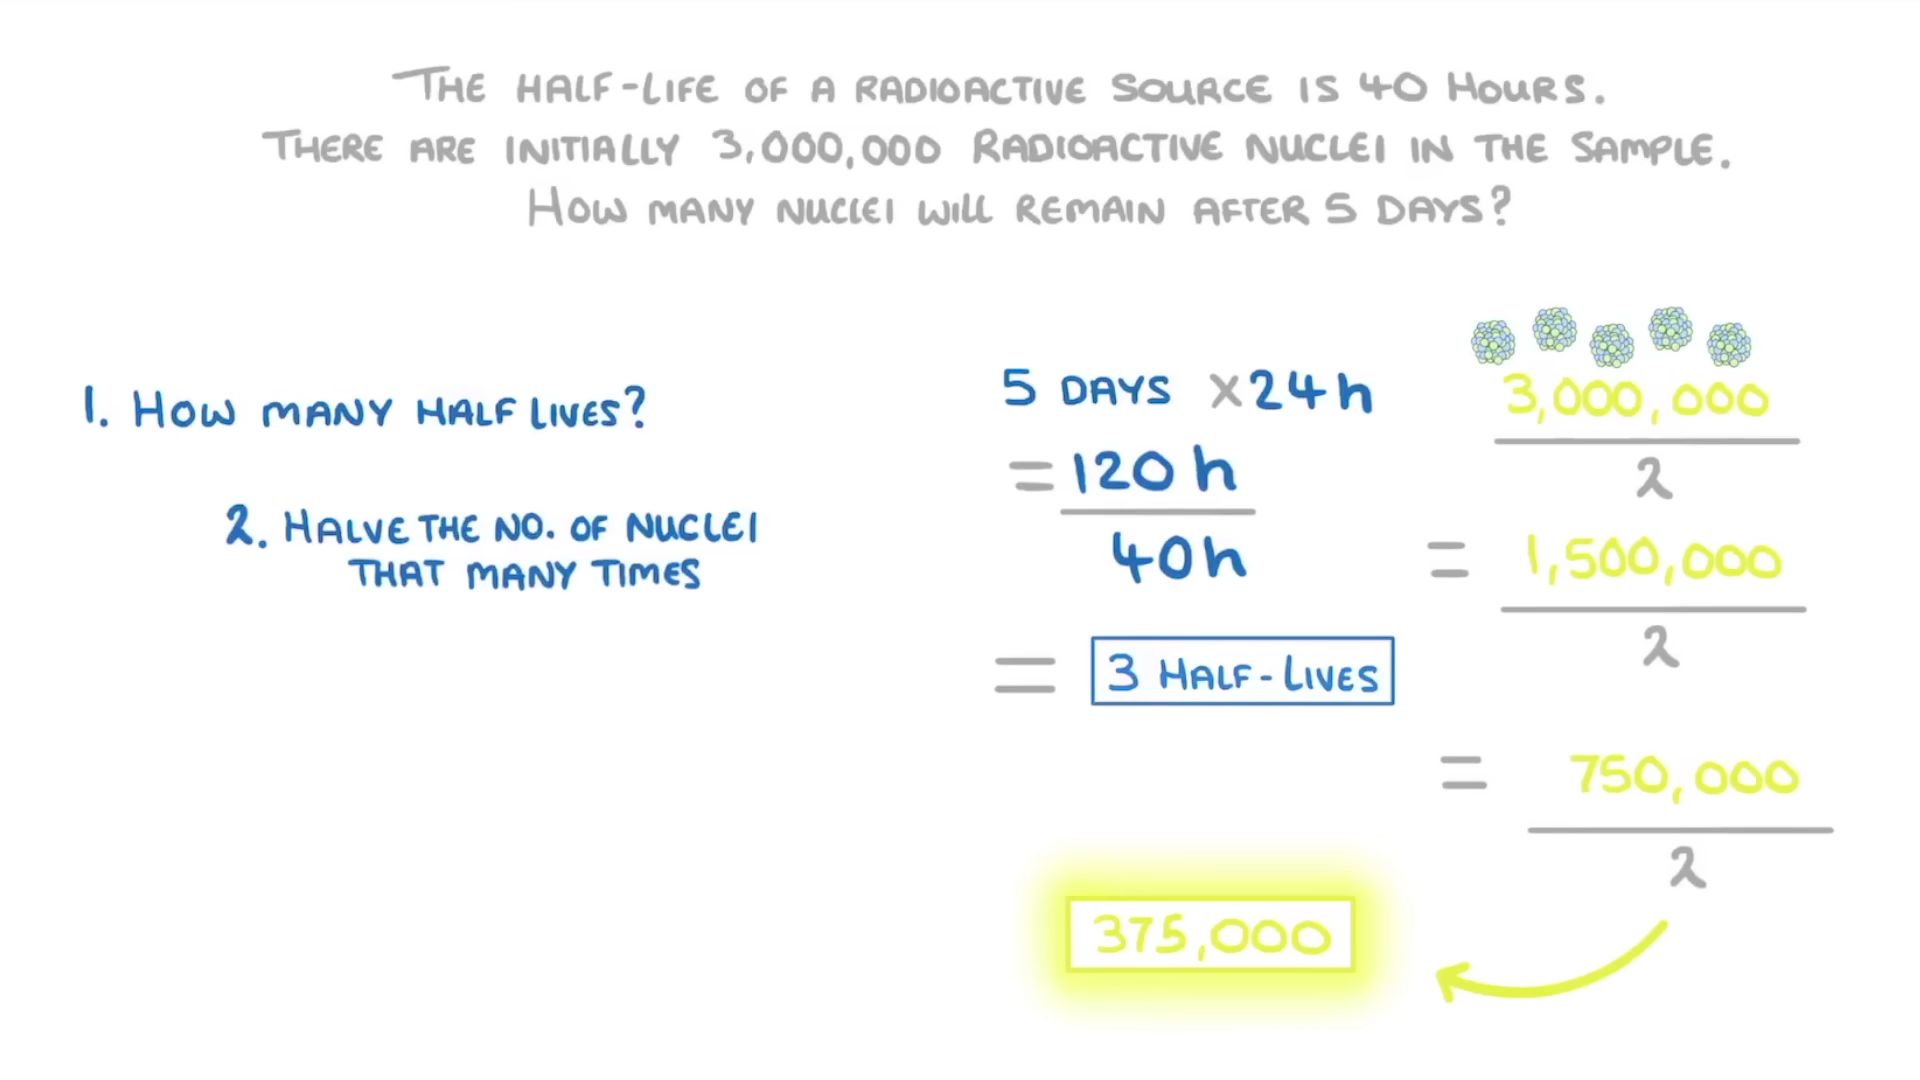 THE HALF-LIFE OF A RADIOACTIVE SOURCE IS 40 HOURS.
THERE ARE INITIALLY 3,000,000 RADIOACTIVE NUCLEI IN THE SAMPLE.
HOW MANY NUCLEI WILL REMAIN AFTER 5 DAYS?
1. HOW MANY HALF LIVES?
2. HALVE THE NO. OF NUCLEI
THAT MANY TIMES
5 DAYS × 24h
= 120 h
40h
= 3 HALF-LIVES
3,000,000
2
= 1,500,000
2
= 750,000
2
375,000